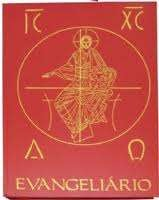 IC XC
Α Ω
EVANGELIÁRIO